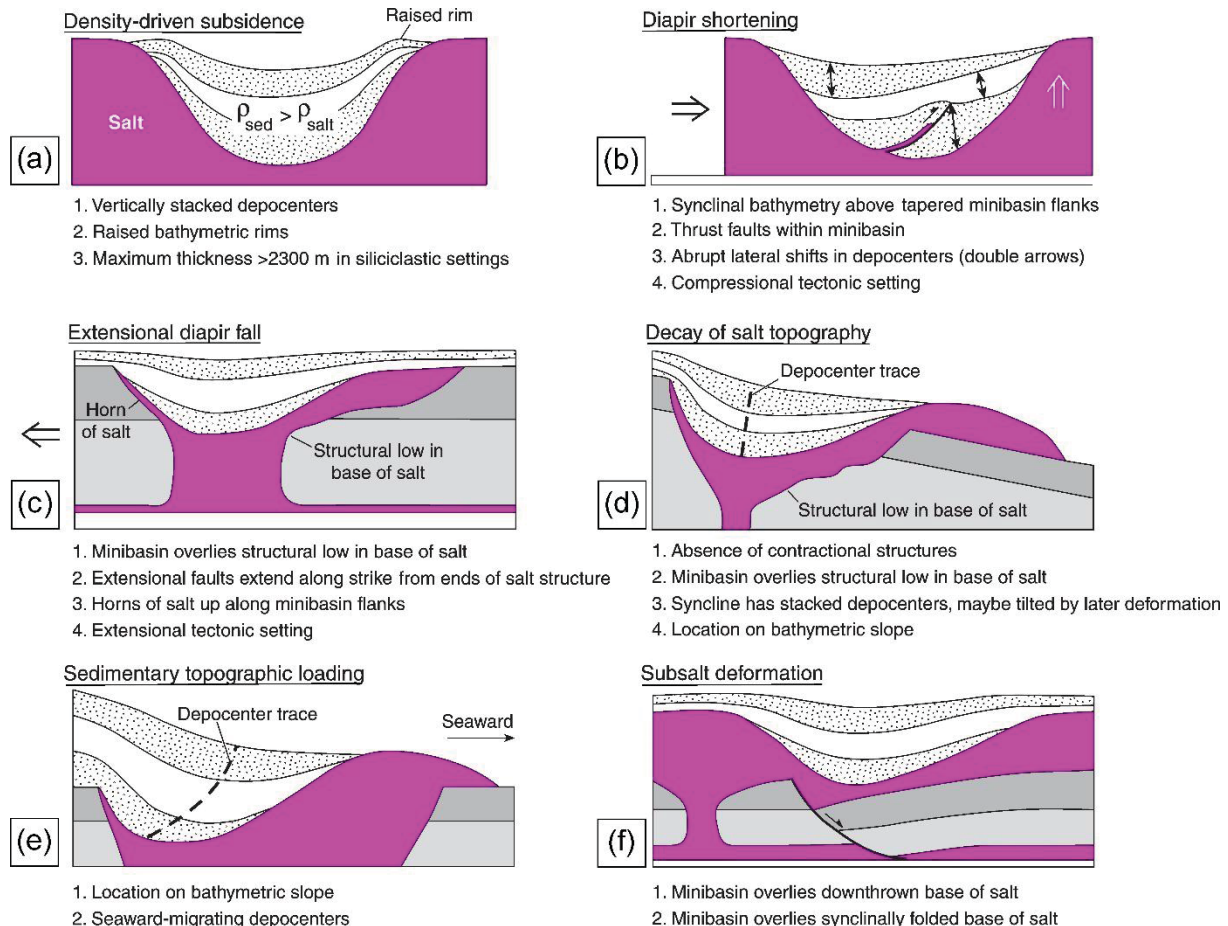 Density-driven subsidence
Raised rim
ρsed > ρsalt
Salt
(a)
1. Vertically stacked depocenters
2. Raised bathymetric rims
3. Maximum thickness >2300 m in siliciclastic settings
Diapir shortening
(b)
1. Synclinal bathymetry above tapered minibasin flanks
2. Thrust faults within minibasin
3. Abrupt lateral shifts in depocenters (double arrows)
4. Compressional tectonic setting
Extensional diapir fall
Horn
of salt
Structural low in
base of salt
(c)
1. Minibasin overlies structural low in base of salt
2. Extensional faults extend along strike from ends of salt structure
3. Horns of salt up along minibasin flanks
4. Extensional tectonic setting
Decay of salt topography
Depocenter trace
Structural low in base of salt
(d)
1. Absence of contractional structures
2. Minibasin overlies structural low in base of salt
3. Syncline has stacked depocenters, maybe tilted by later deformation
4. Location on bathymetric slope
Sedimentary topographic loading
Depocenter trace
Seaward
(e)
1. Location on bathymetric slope
2. Seaward-migrating depocenters
Subsalt deformation
(f)
1. Minibasin overlies downthrown base of salt
2. Minibasin overlies synclinally folded base of salt